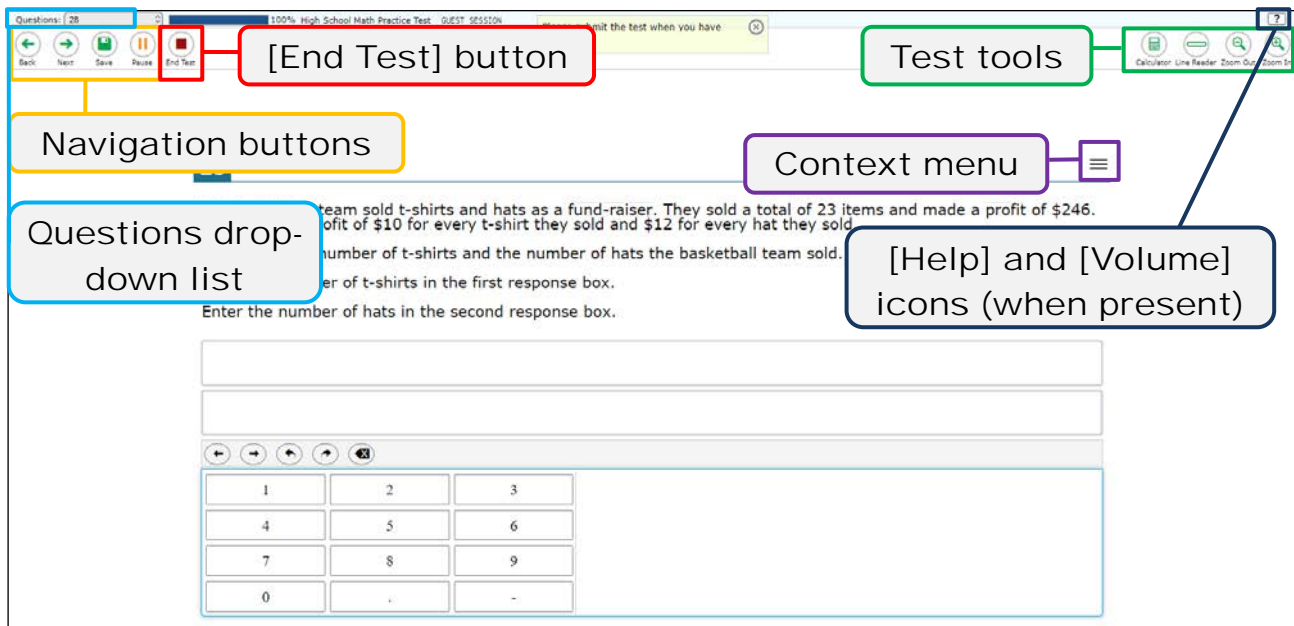 Questions: 28
100% High School Math Practice Test GUEST SESSION
submit the test when you have
?
Back Next Save Pause End Test
[End Test] button
Test tools
Calculator Line Reader Zoom Out Zoom In
Navigation buttons
Context menu
Questions drop-
down list
team sold t-shirts and hats as a fund-raiser. They sold a total of 23 items and made a profit of $246.
of $10 for every t-shirt they sold and $12 for every hat they sold
number of t-shirts and the number of hats the basketball team sold.
[Help] and [Volume]
icons (when present)
of t-shirts in the first response box.
Enter the number of hats in the second response box.
1 2 3
4 5 6
7 8 9
0 . -